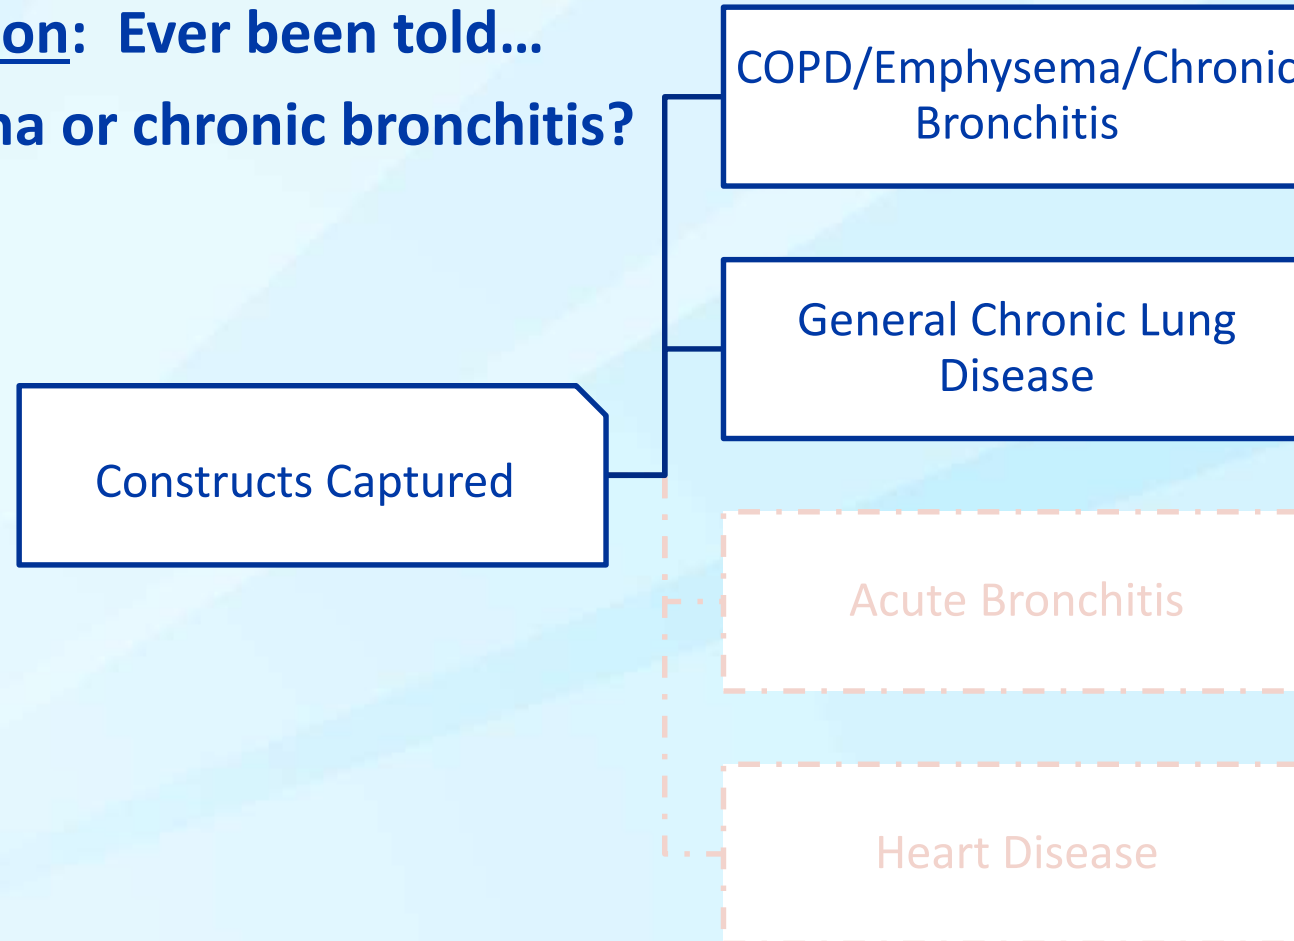 on: Ever been told…
na or chronic bronchitis?
COPD/Emphysema/Chronic
Bronchitis
General Chronic Lung
Disease
Constructs Captured
Acute Bronchitis
Heart Disease